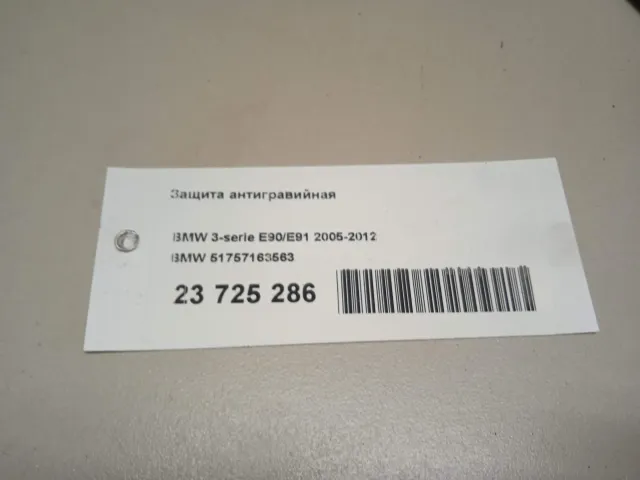 Защита антигравийная
BMW 3-serie E90/E91 2005-2012
BMW 51757163563
23 725 286